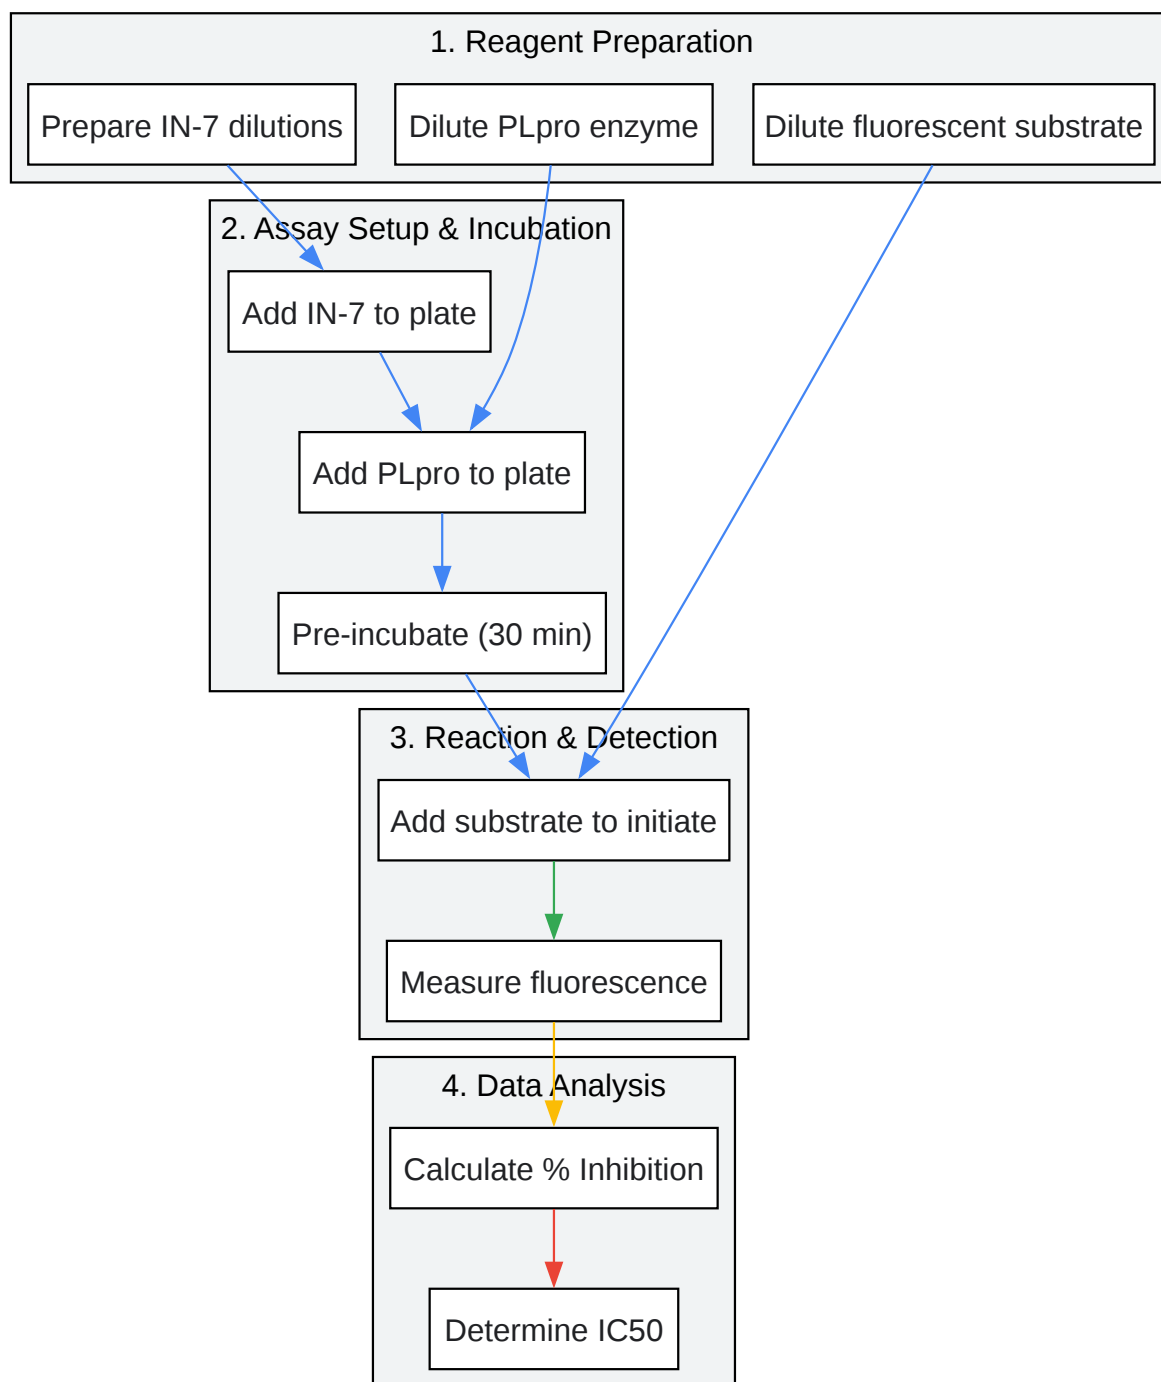 1. Reagent Preparation
Prepare IN-7 dilutions
Dilute PLpro enzyme
Dilute fluorescent substrate
2. Assay Setup & Incubation
Add IN-7 to plate
Add PLpro to plate
Pre-incubate (30 min)
3. Reaction & Detection
Add substrate to initiate
Measure fluorescence
4. Data Analysis
Calculate % Inhibition
Determine IC50